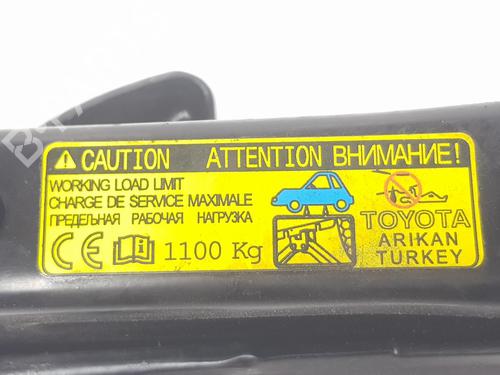 CAUTION ATTENTION ВНИМАНИЕ!
WORKING LOAD LIMIT
CHARGE DE SERVICE MAXIMALE
ПРЕДЕЛЬНАЯ РАБОЧАЯ НАГРУЗКА
CE 1100 Kg
TOYOTA
ARIKAN
TURKEY